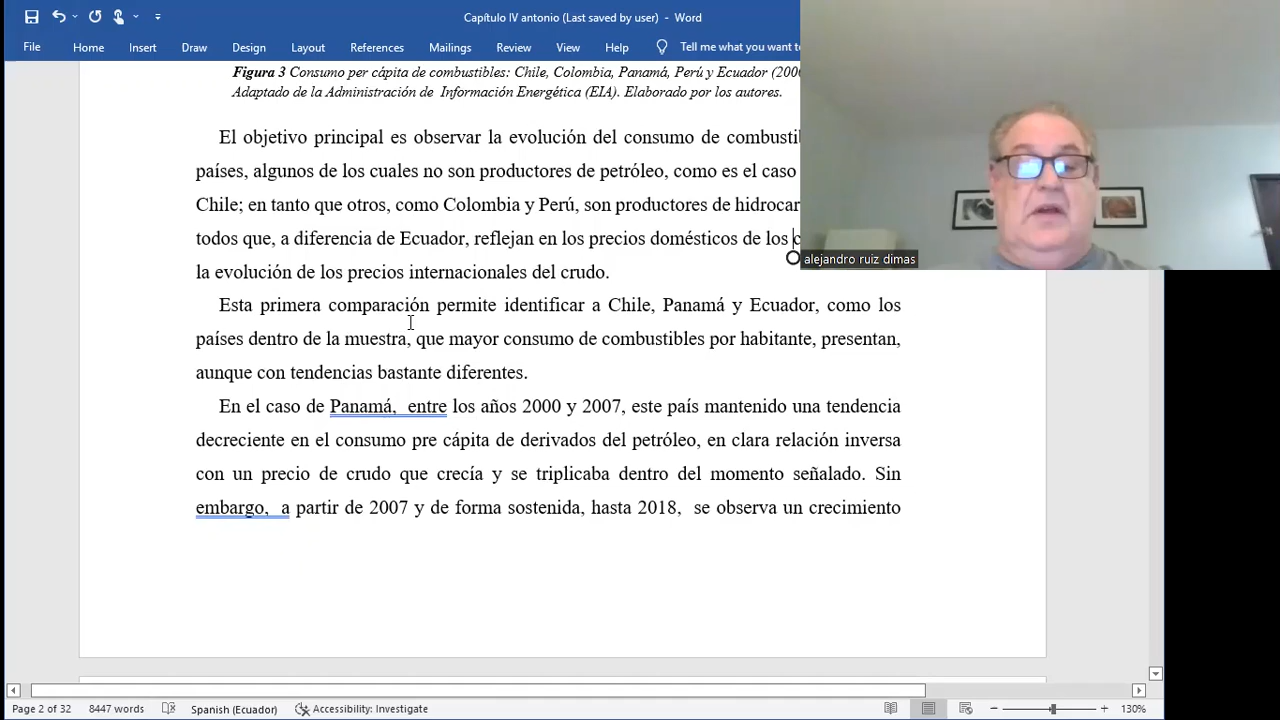 Capítulo IV antonio (Last saved by user) - Word
File Home Insert Draw Design Layout References Mailings Review View Help Tell me what you want to
Figura 3 Consumo per cápita de combustibles: Chile, Colombia, Panamá, Perú y Ecuador
Adaptado de la Administración de Información Energética (EIA). Elaborado por los autores.
El objetivo principal es observar la evolución del consumo de
países, algunos de los cuales no son productores de petróleo, como es el caso
Chile; en tanto que otros, como Colombia y Perú, son productores de
todos que, a diferencia de Ecuador, reflejan en los precios domésticos de los
alejandro ruiz dimas
la evolución de los precios internacionales del crudo.
Esta primera comparación permite identificar a Chile, Panamá y Ecuador, como los
países dentro de la muestra, que mayor consumo de combustibles por habitante, presentan,
aunque con tendencias bastante diferentes.
En el caso de Panamá, entre los años 2000 y 2007, este país mantenido una tendencia
decreciente en el consumo pre cápita de derivados del petróleo, en clara relación inversa
con un precio de crudo que crecía y se triplicaba dentro del momento señalado. Sin
embargo, a partir de 2007 y de forma sostenida, hasta 2018, se observa un crecimiento
Page 2 of 32 8447 words Spanish (Ecuador) Accessibility: Investigate 130%